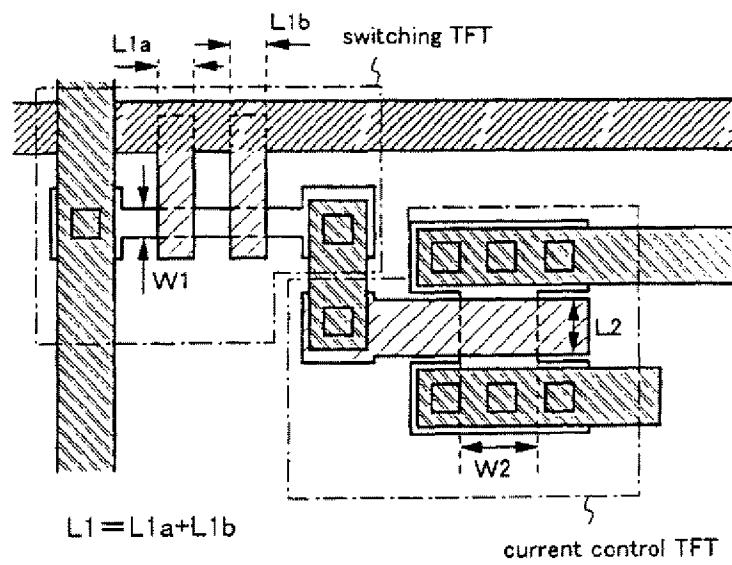 L1b
switching TFT
L1a
W1
L2
W2
L1=L1a+L1b
current control TFT